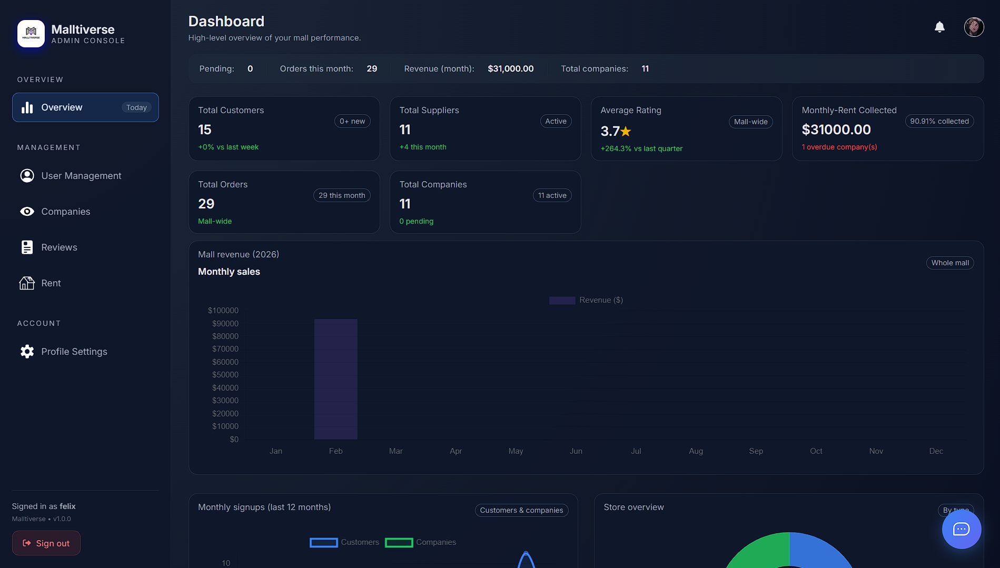 MALLTIVERSE
Malltiverse
ADMIN CONSOLE
OVERVIEW
Overview
Today
MANAGEMENT
User Management
Companies
Reviews
Rent
ACCOUNT
Profile Settings
Signed in as felix
Malltiverse • v1.0.0
Sign out
Dashboard
High-level overview of your mall performance.
Pending: 0 Orders this month: 29 Revenue (month): $31,000.00 Total companies: 11
Total Customers
15
0+ new
+0% vs last week
Total Suppliers
11
Active
+4 this month
Average Rating
3.7★
Mall-wide
+264.3% vs last quarter
Monthly-Rent Collected
$31000.00
90.91% collected
1 overdue company(s)
Total Orders
29
29 this month
Mall-wide
Total Companies
11
11 active
0 pending
Mall revenue (2026)
Monthly sales
Whole mall
Revenue ($)
$100000
$90000
$80000
$70000
$60000
$50000
$40000
$30000
$20000
$10000
$0
Jan Feb Mar Apr May Jun Jul Aug Sep Oct Nov Dec
Monthly signups (last 12 months)
Customers & companies
Customers Companies
10
Store overview
By type